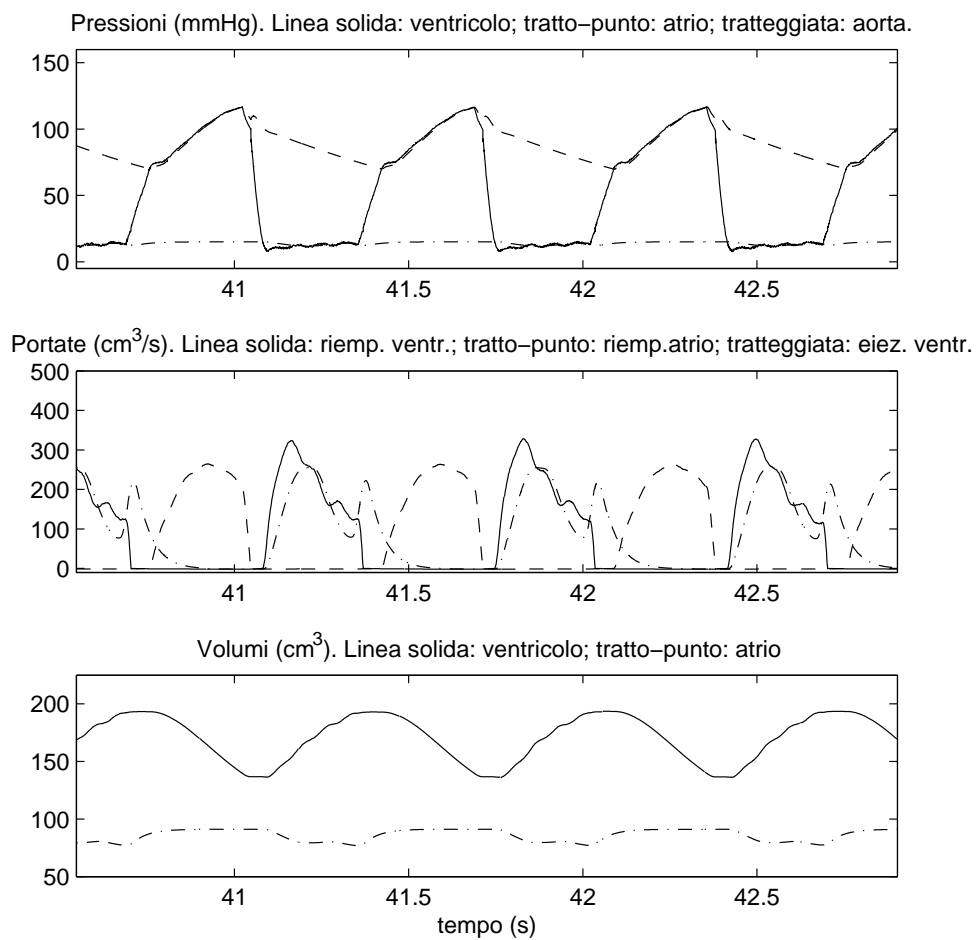 Pressioni (mmHg). Linea solida: ventricolo; tratto−punto: atrio; tratteggiata: aorta.
150
100
50
0
41 41.5 42 42.5
Portate (cm3/s). Linea solida: riemp. ventr.; tratto−punto: riemp.atrio; tratteggiata: eiez. ventr.
500
400
300
200
100
0
41 41.5 42 42.5
Volumi (cm3). Linea solida: ventricolo; tratto−punto: atrio
200
150
100
50
41 41.5 42 42.5
tempo (s)